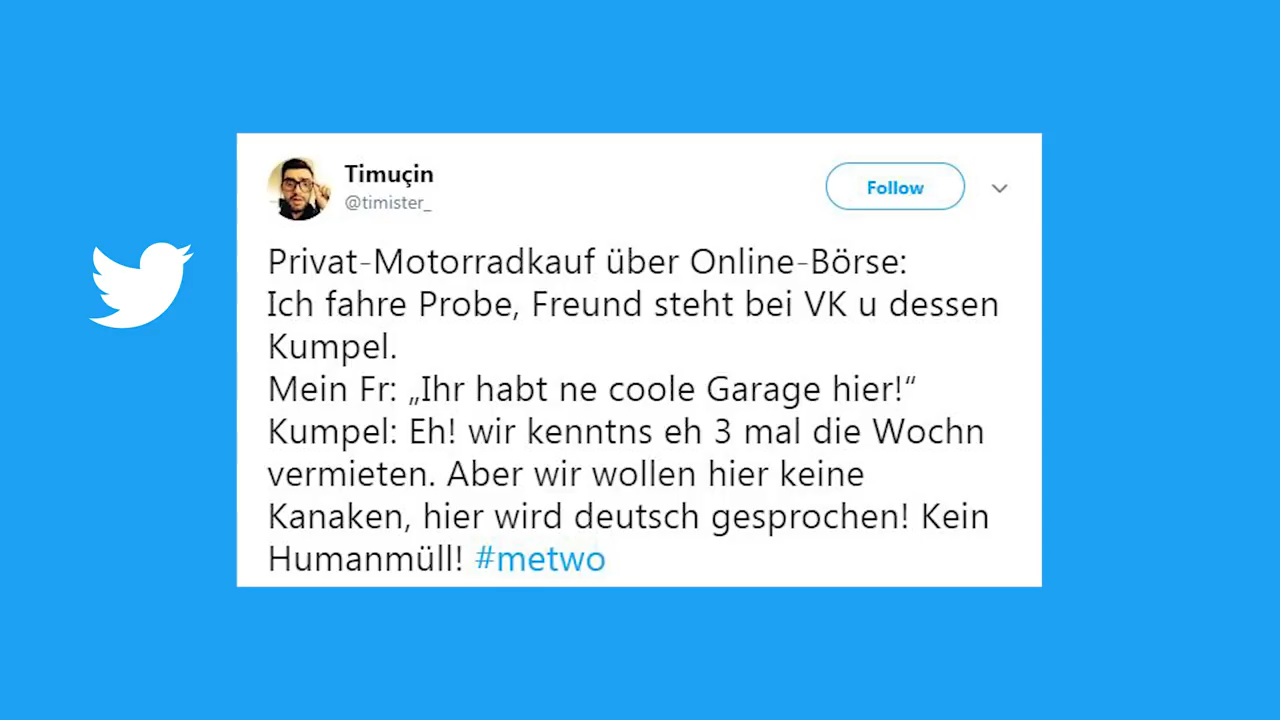 Timuçin
@timister_
Follow
Privat-Motorradkauf über Online-Börse:
Ich fahre Probe, Freund steht bei VK u dessen
Kumpel.
Mein Fr: „Ihr habt ne coole Garage hier!“
Kumpel: Eh! wir kenntns eh 3 mal die Wochn
vermieten. Aber wir wollen hier keine
Kanaken, hier wird deutsch gesprochen! Kein
Humanmüll! #metwo